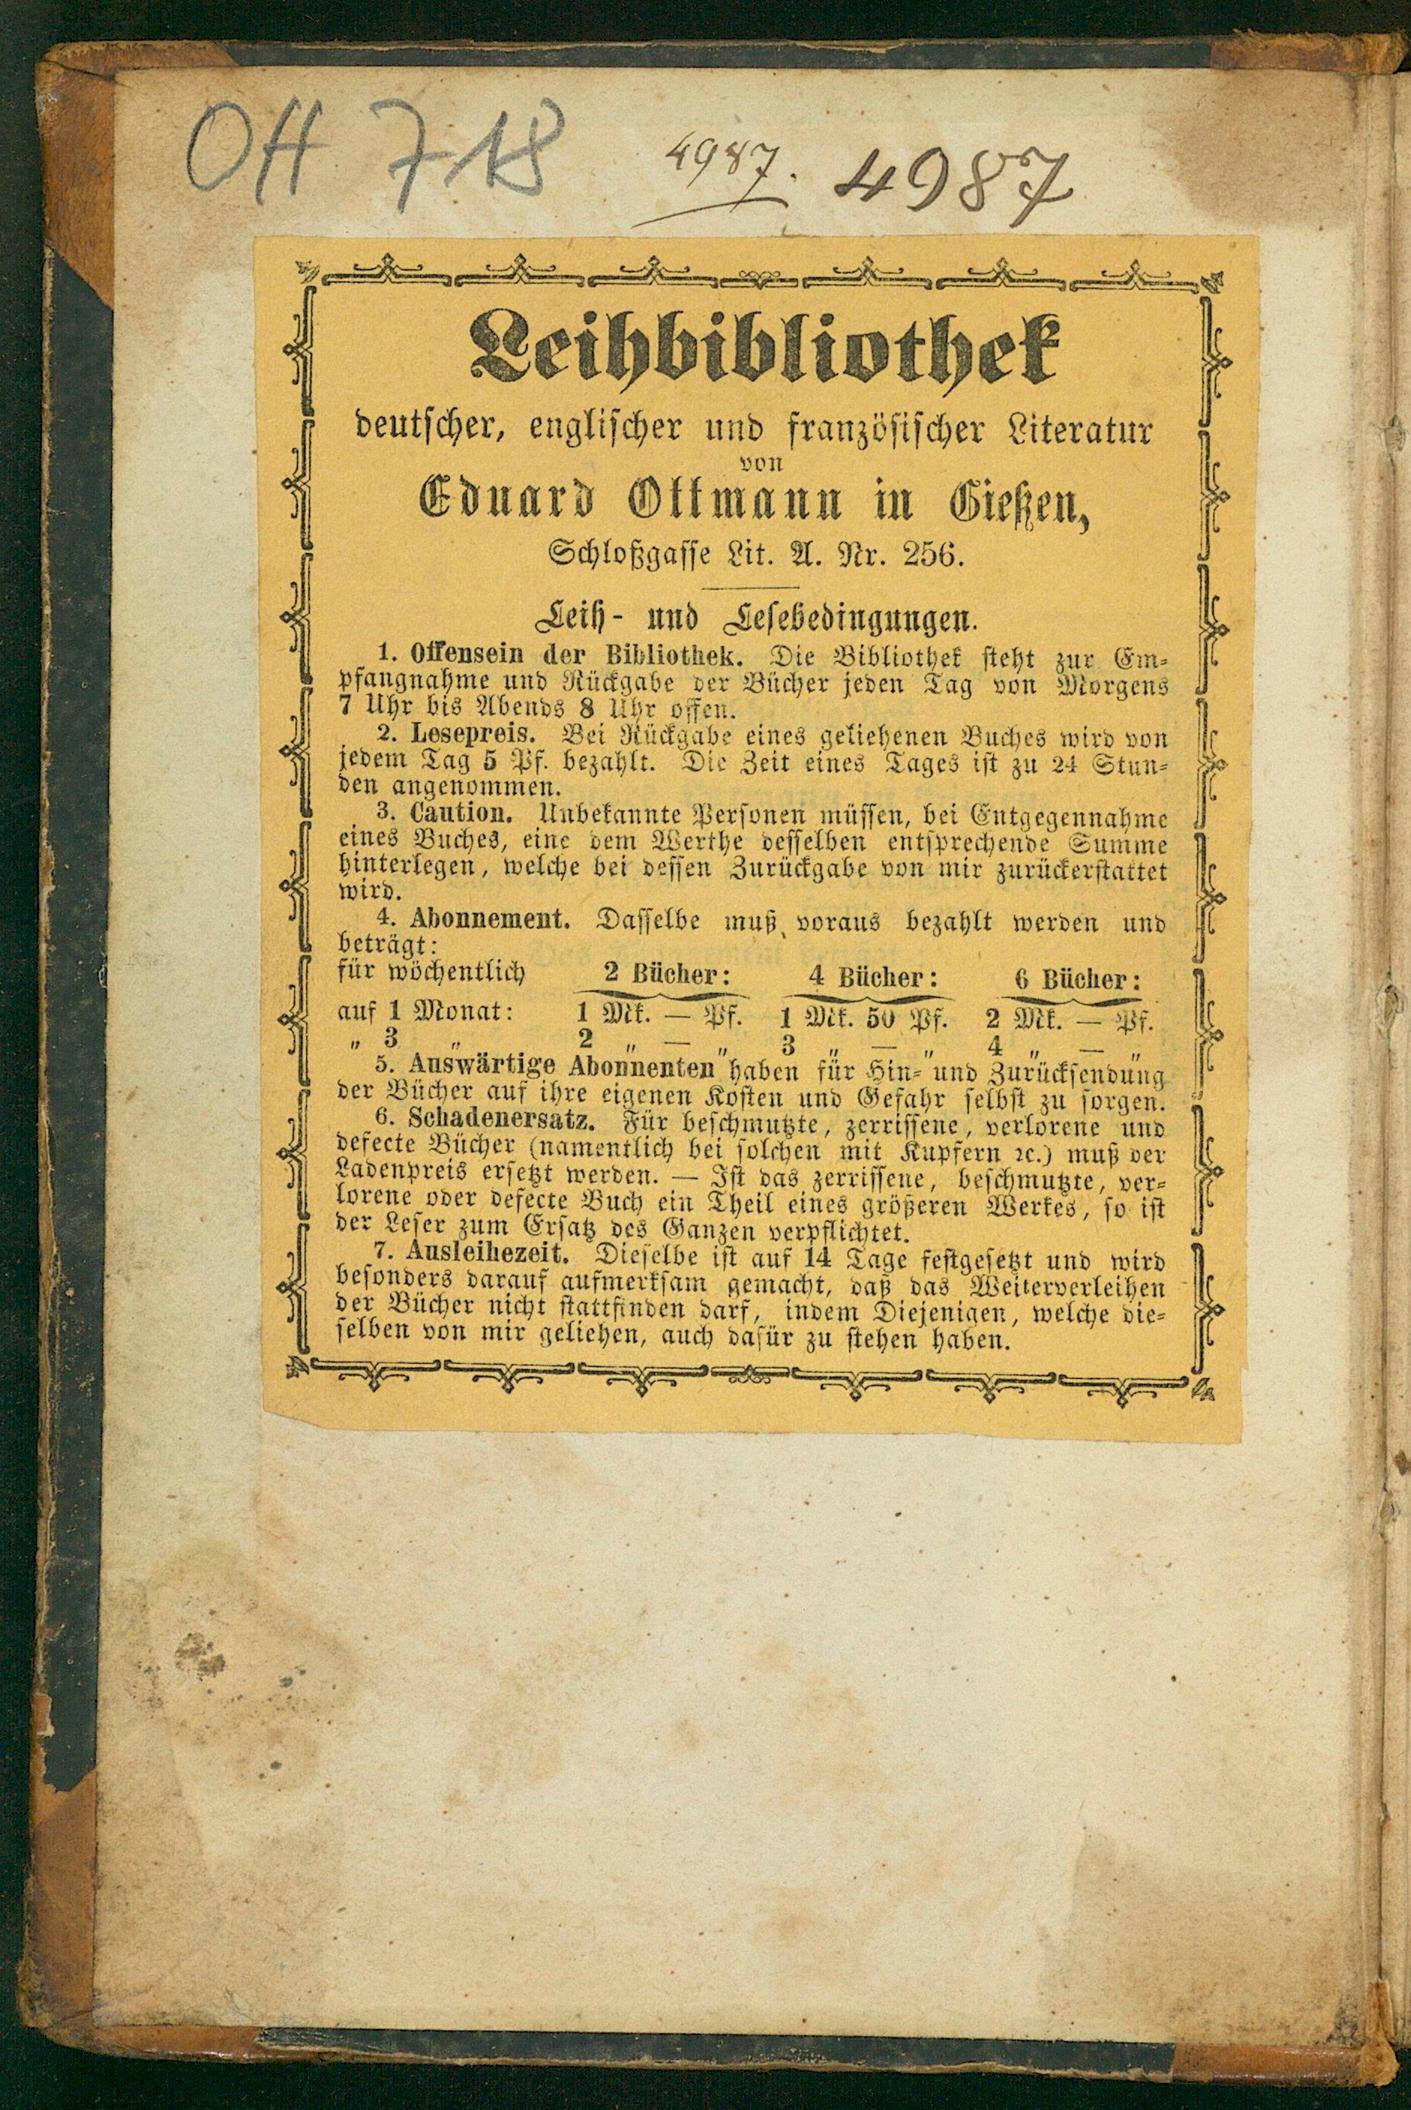 Ott 718 4987. 4987
Leihbibliothek
deutscher, englischer und französischer Literatur
von
Eduard Ottmann in Gießen,
Schloßgasse Lit. A. Nr. 256.
Leih- und Lesebedingungen.
1. Offensein der Bibliothek. Die Bibliothek steht zur Em-
pfangnahme und Rückgabe der Bücher jeden Tag von Morgens
7 Uhr bis Abends 8 Uhr offen.
2. Lesepreis. Bei Rückgabe eines geliehenen Buches wird von
jedem Tag 5 Pf. bezahlt. Die Zeit eines Tages ist zu 24 Stun-
den angenommen.
3. Caution. Unbekannte Personen müssen, bei Entgegennahme
eines Buches, eine dem Werthe desselben entsprechende Summe
hinterlegen, welche bei dessen Zurückgabe von mir zurückerstattet
wird.
4. Abonnement. Dasselbe muß voraus bezahlt werden und
beträgt:
für wöchentlich 2 Bücher: 4 Bücher: 6 Bücher:
auf 1 Monat: 1 Mk. — Pf. 1 Mk. 50 Pf. 2 Mk. — Pf.
„ 3 „ 2 „ — „ 3 „ — „ 4 „ — „
5. Auswärtige Abonnenten haben für Hin- und Zurücksendung
der Bücher auf ihre eigenen Kosten und Gefahr selbst zu sorgen.
6. Schadenersatz. Für beschmutzte, zerrissene, verlorene und
defecte Bücher (namentlich bei solchen mit Kupfern ꝛc.) muß der
Ladenpreis ersetzt werden. — Ist das zerrissene, beschmutzte, ver-
lorene oder defecte Buch ein Theil eines größeren Werkes, so ist
der Leser zum Ersatz des Ganzen verpflichtet.
7. Ausleihezeit. Dieselbe ist auf 14 Tage festgesetzt und wird
besonders darauf aufmerksam gemacht, daß das Weiterverleihen
der Bücher nicht stattfinden darf, indem Diejenigen, welche die-
selben von mir geliehen, auch dafür zu stehen haben.